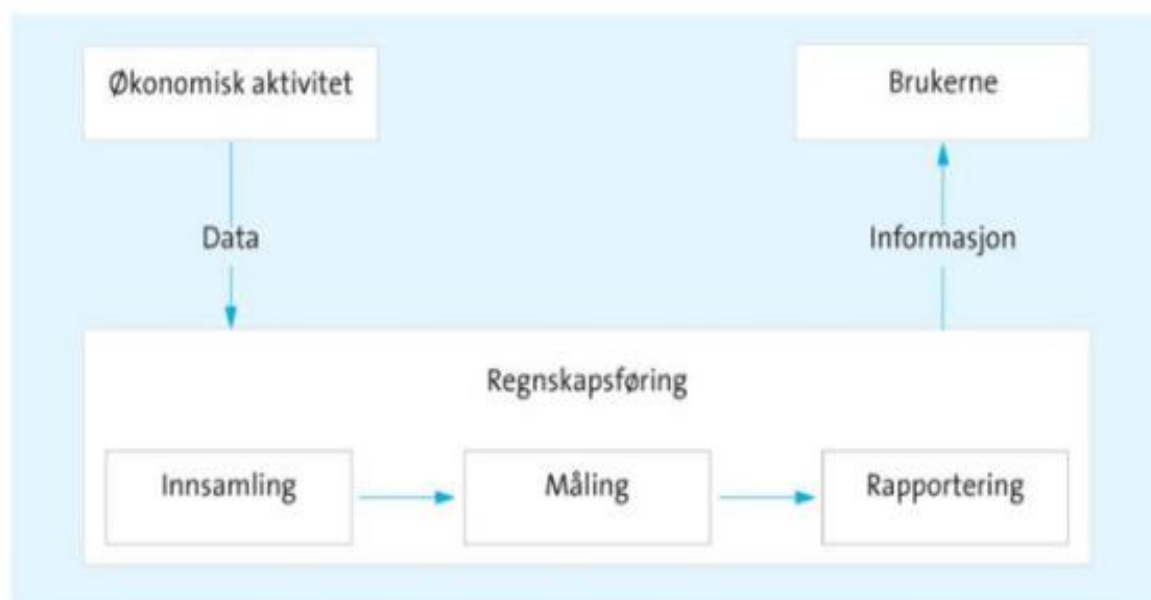 Økonomisk aktivitet
Brukerne
Data
Informasjon
Regnskapsføring
Innsamling
Måling
Rapportering